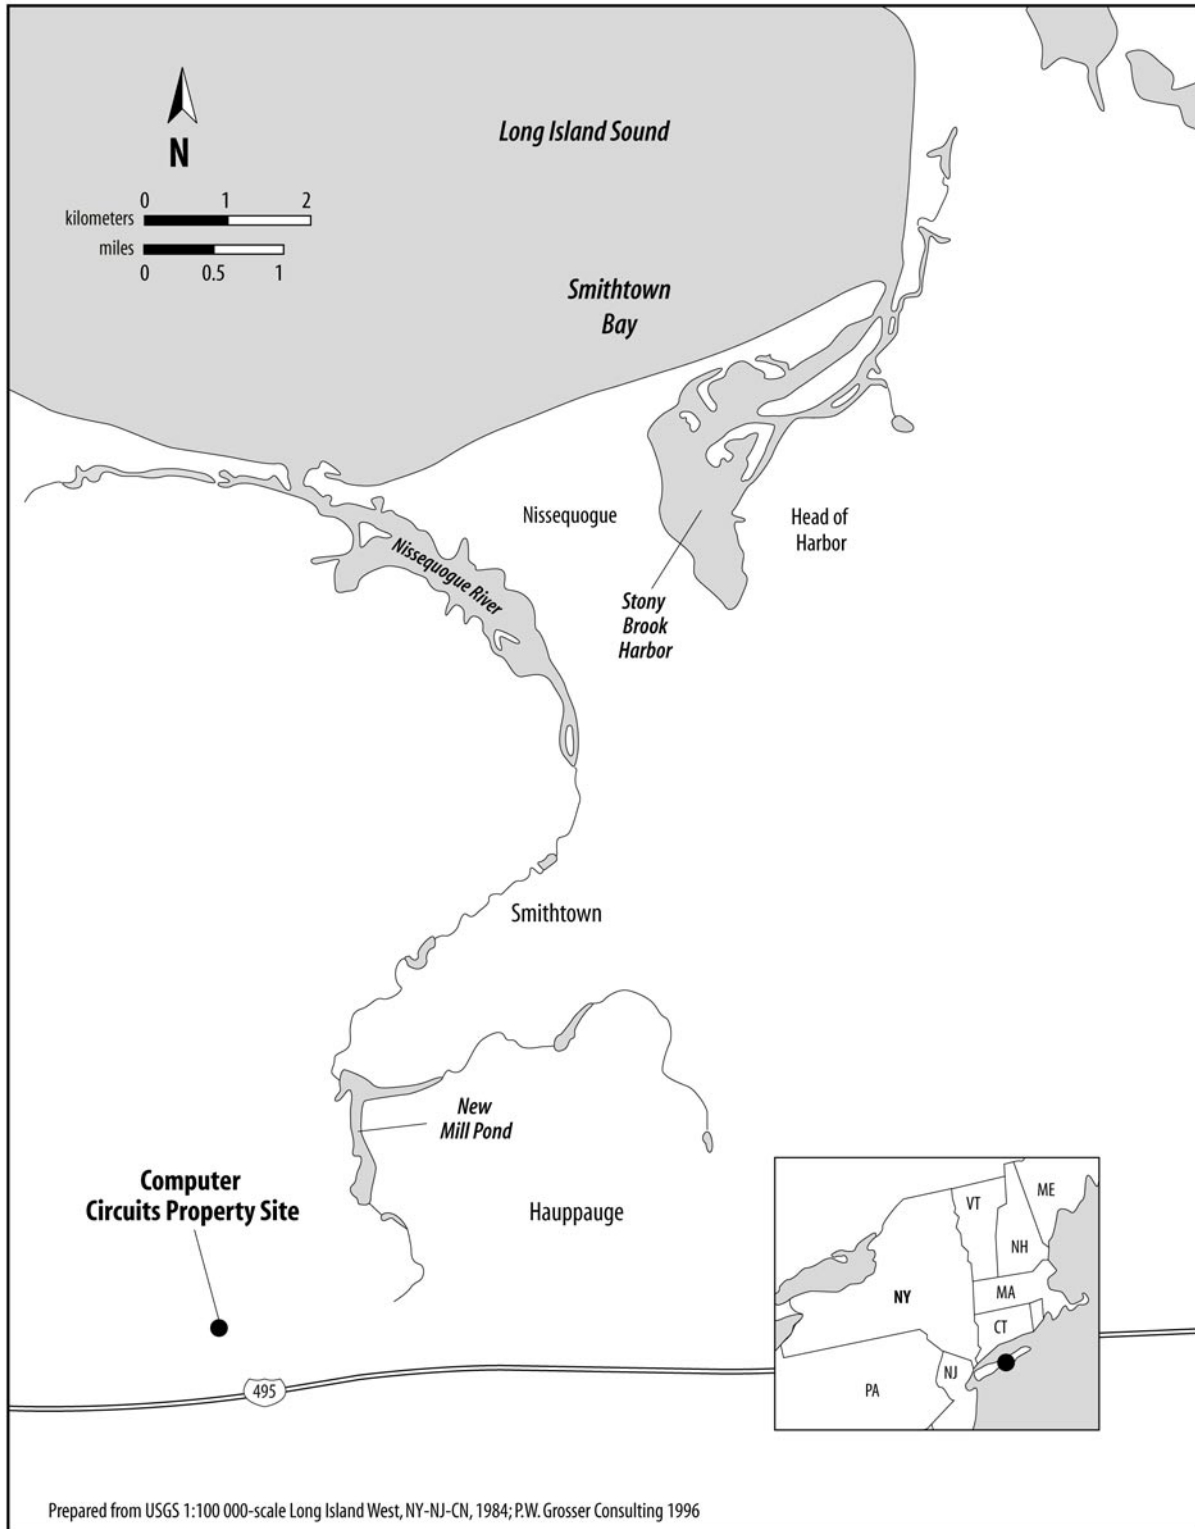 Long Island Sound
N
0 1 2
kilometers
miles
0 0.5 1
Smithtown
Bay
Nissequogue
Head of
Harbor
Nissequogue River
Stony
Brook
Harbor
Smithtown
New
Mill Pond
Computer
Circuits Property Site
Hauppauge
495
VT
ME
NH
NY
MA
CT
NJ
PA
Prepared from USGS 1:100 000-scale Long Island West, NY-NJ-CN, 1984; P.W. Grosser Consulting 1996